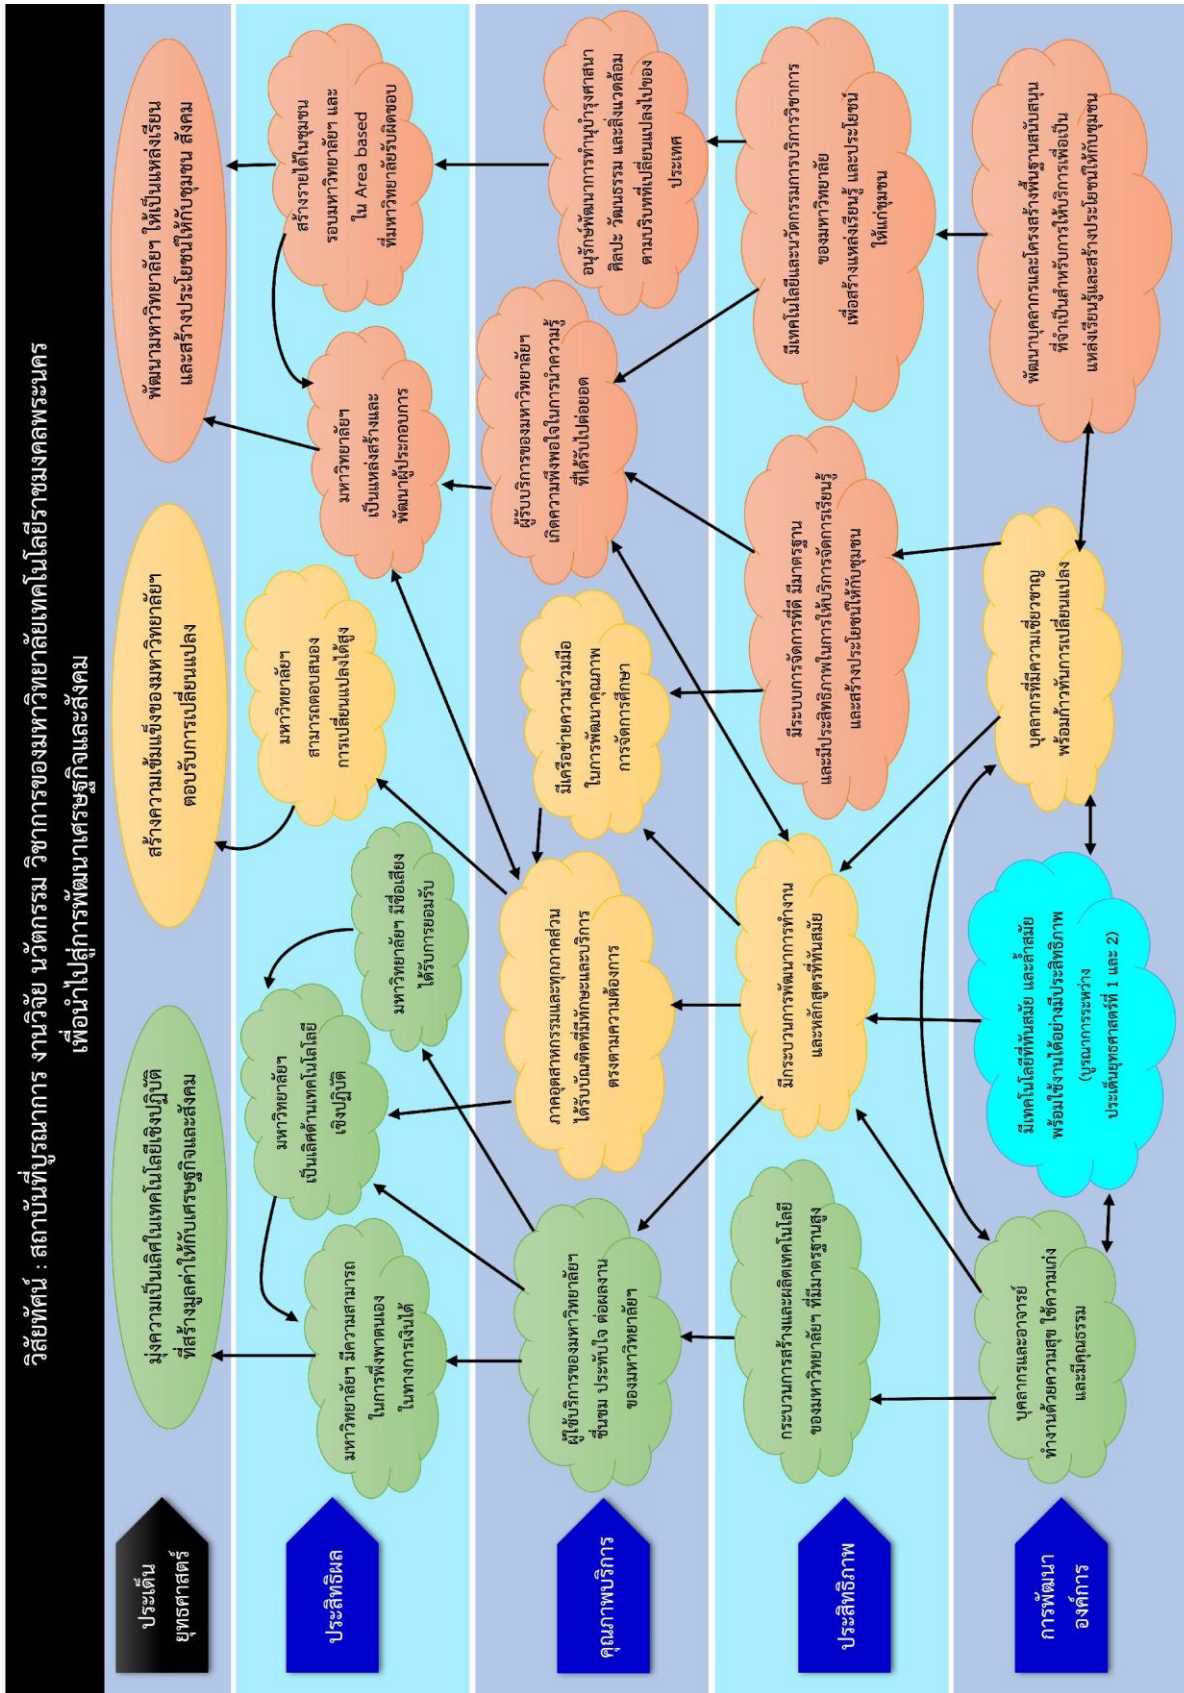 วิสัยทัศน์ : สถาบันที่บูรณาการ งานวิจัย นวัตกรรม วิชาการของมหาวิทยาลัยเทคโนโลยีราชมงคลพระนคร
เพื่อนำไปสู่การพัฒนาเศรษฐกิจและสังคม
ประเด็น
ยุทธศาสตร์
มุ่งความเป็นเลิศในเทคโนโลยีเชิงปฏิบัติ
ที่สร้างมูลค่าให้กับเศรษฐกิจและสังคม
สร้างความเข้มแข็งของมหาวิทยาลัยฯ
ตอบรับการเปลี่ยนแปลง
พัฒนามหาวิทยาลัยฯ ให้เป็นแหล่งเรียน
และสร้างประโยชน์ให้กับชุมชน สังคม
ประสิทธิผล
มหาวิทยาลัยฯ มีความสามารถ
ในการพึ่งพาตนเอง
ในทางการเงินได้
มหาวิทยาลัยฯ
เป็นเลิศด้านเทคโนโลโลยี
เชิงปฏิบัติ
มหาวิทยาลัยฯ มีชื่อเสียง
ได้รับการยอมรับ
มหาวิทยาลัยฯ
สามารถตอบสนอง
การเปลี่ยนแปลงได้สูง
มหาวิทยาลัยฯ
เป็นแหล่งสร้างและ
พัฒนาผู้ประกอบการ
สร้างรายได้ในชุมชน
รอบมหาวิทยาลัยฯ และ
ใน Area based
ที่มหาวิทยาลัยรับผิดชอบ
คุณภาพบริการ
ผู้ใช้บริการของมหาวิทยาลัยฯ
ชื่นชม ประทับใจ ต่อผลงาน
ของมหาวิทยาลัยฯ
ภาคอุตสาหกรรมและทุกภาคส่วน
ได้รับบัณฑิตที่มีทักษะและบริการ
ตรงตามความต้องการ
มีเครือข่ายความร่วมมือ
ในการพัฒนาคุณภาพ
การจัดการศึกษา
ผู้รับบริการของมหาวิทยาลัยฯ
เกิดความพึงพอใจในการนำความรู้
ที่ได้รับไปต่อยอด
อนุรักษ์พัฒนาการทำนุบำรุงศาสนา
ศิลปะ วัฒนธรรม และสิ่งแวดล้อม
ตามบริบทที่เปลี่ยนแปลงไปของ
ประเทศ
ประสิทธิภาพ
กระบวนการสร้างและผลิตเทคโนโลยี
ของมหาวิทยาลัยฯ ที่มีมาตรฐานสูง
มีกระบวนการพัฒนาการทำงาน
และหลักสูตรที่ทันสมัย
มีระบบการจัดการที่ดี มีมาตรฐาน
และมีประสิทธิภาพในการให้บริการจัดการเรียนรู้
และสร้างประโยชน์ให้กับชุมชน
มีเทคโนโลยีและนวัตกรรมการบริการวิชาการ
ของมหาวิทยาลัย
เพื่อสร้างแหล่งเรียนรู้ และประโยชน์
ให้แก่ชุมชน
การพัฒนา
องค์การ
บุคลากรและอาจารย์
ทำงานด้วยความสุข ใช้ความเก่ง
และมีคุณธรรม
มีเทคโนโลยีที่ทันสมัย และล้ำสมัย
พร้อมใช้งานได้อย่างมีประสิทธิภาพ
(บูรณาการระหว่าง
ประเด็นยุทธศาสตร์ที่ 1 และ 2)
บุคลากรที่มีความเชี่ยวชาญ
พร้อมก้าวทันการเปลี่ยนแปลง
พัฒนาบุคลากรและโครงสร้างพื้นฐานสนับสนุน
ที่จำเป็นสำหรับการให้บริการเพื่อเป็น
แหล่งเรียนรู้และสร้างประโยชน์ให้กับชุมชน